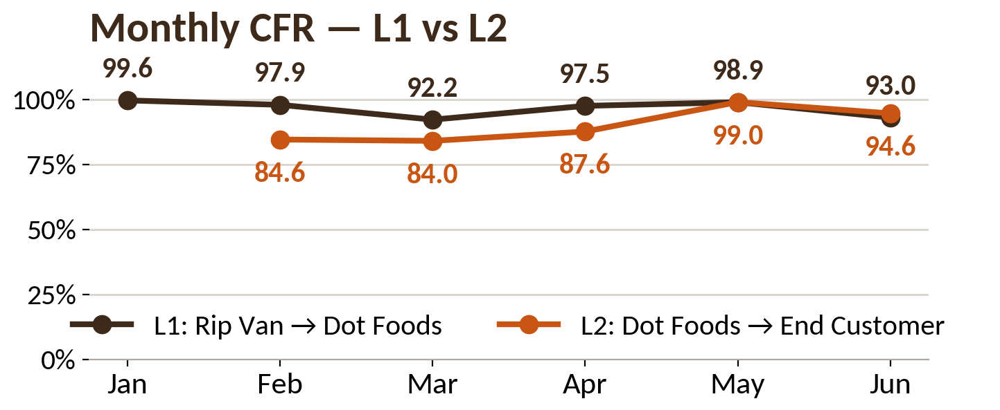 Monthly CFR — L1 vs L2
99.6 97.9 92.2 97.5 98.9 93.0
100%
84.6 84.0 87.6 99.0 94.6
75%
50%
25%
L1: Rip Van → Dot Foods L2: Dot Foods → End Customer
0%
Jan Feb Mar Apr May Jun